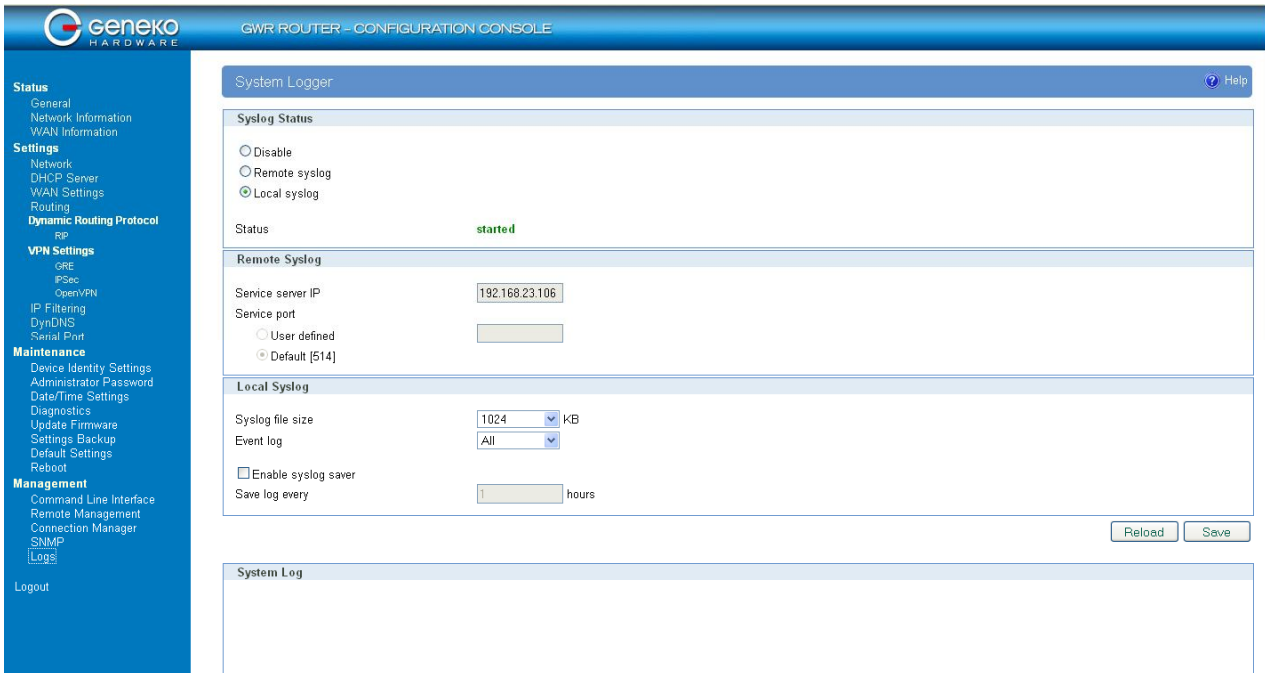 GENEKO
HARDWARE
GWR ROUTER - CONFIGURATION CONSOLE
Status
General
Network Information
WAN Information
Settings
Network
DHCP Server
WAN Settings
Routing
Dynamic Routing Protocol
RIP
VPN Settings
GRE
IPSec
OpenVPN
IP Filtering
DynDNS
Serial Port
Maintenance
Device Identity Settings
Administrator Password
Date/Time Settings
Diagnostics
Update Firmware
Settings Backup
Default Settings
Reboot
Management
Command Line Interface
Remote Management
Connection Manager
SNMP
Logs
Logout
System Logger
? Help
Syslog Status
Disable
Remote syslog
Local syslog
Status started
Remote Syslog
Service server IP 192.168.23.106
Service port
User defined
Default [514]
Local Syslog
Syslog file size 1024 KB
Event log All
Enable syslog saver
Save log every 1 hours
Reload Save
System Log